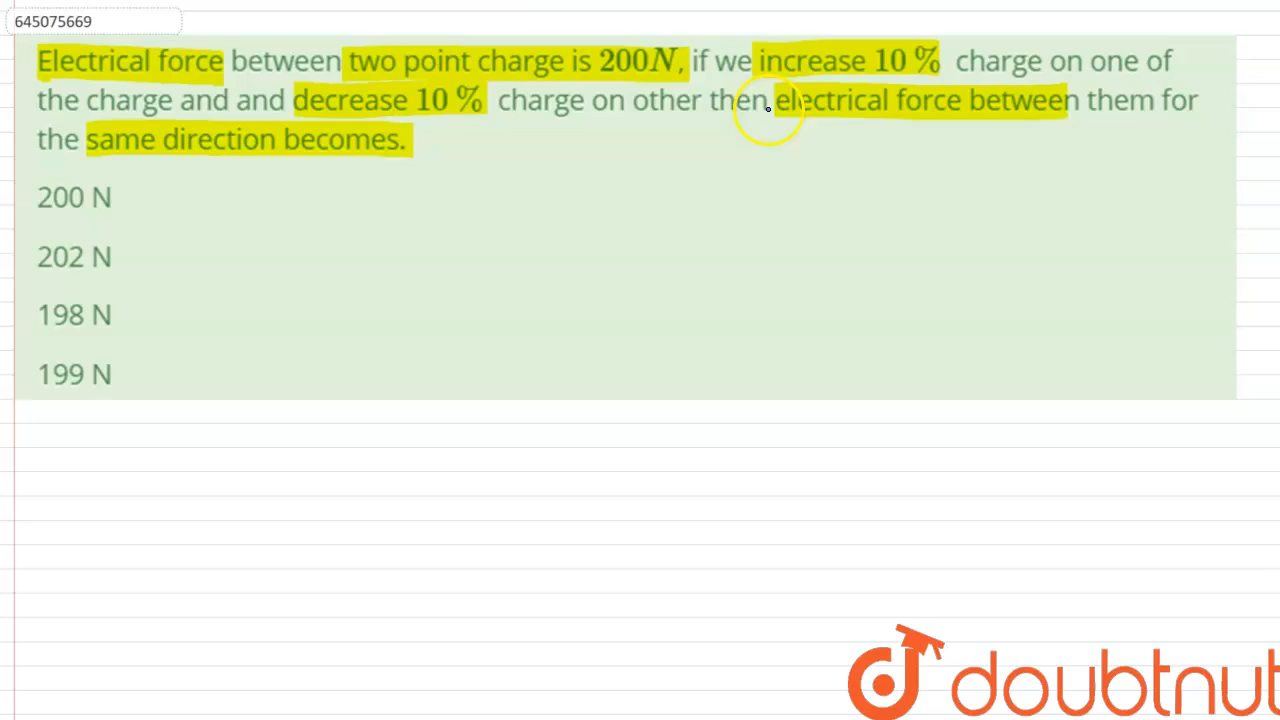 645075669
Electrical force between two point charge is 200N, if we increase 10 % charge on one of
the charge and and decrease 10 % charge on other then electrical force between them for
the same direction becomes.
200 N
202 N
198 N
199 N
doubtnut